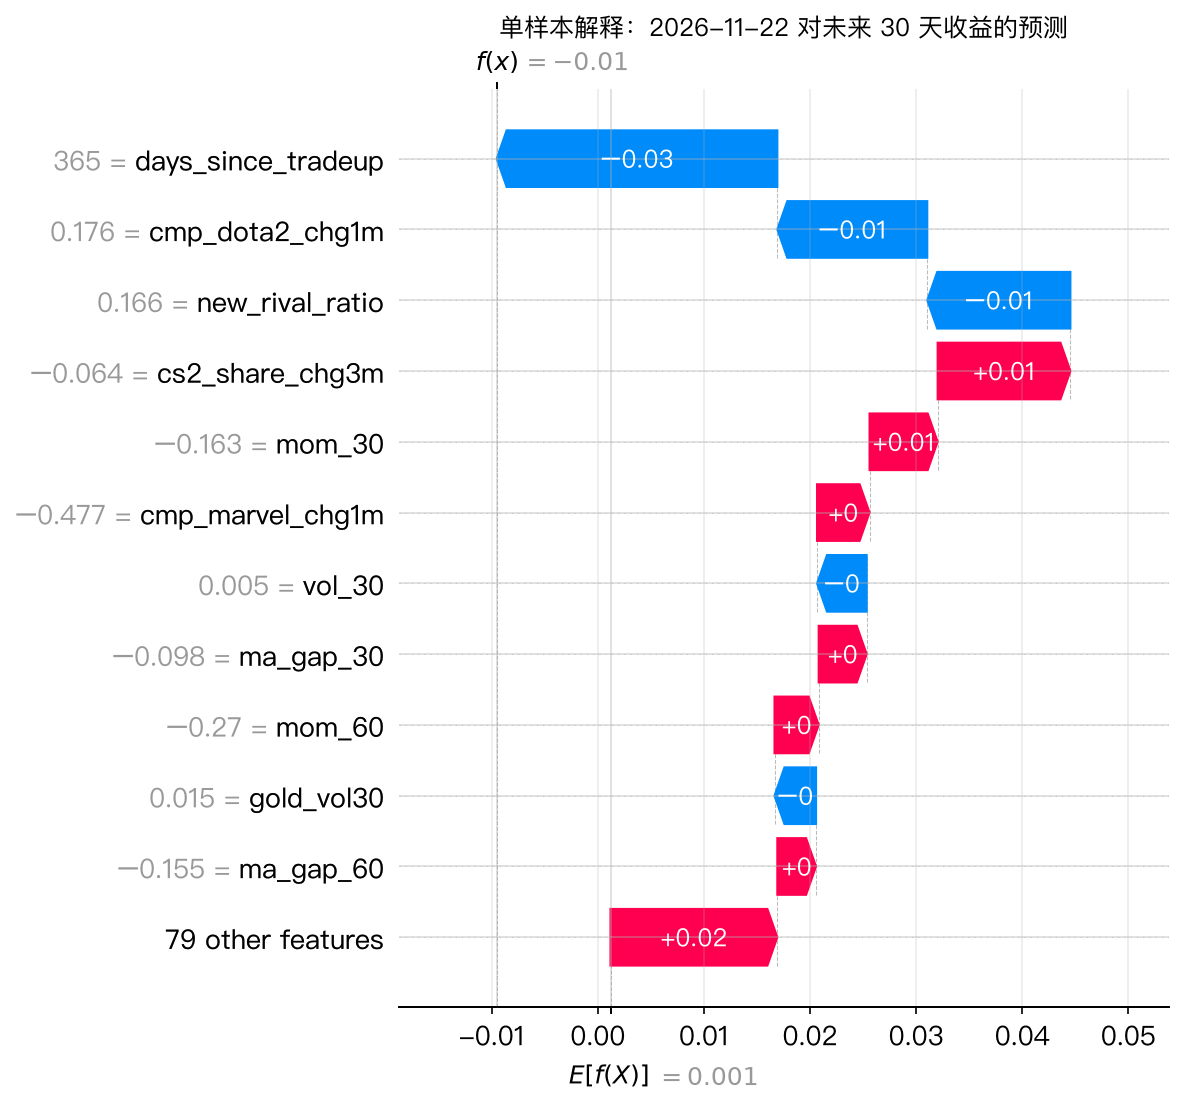 单样本解释：2026−11−22 对未来 30 天收益的预测
f(x) = −0.01
365 = days_since_tradeup
−0.03
0.176 = cmp_dota2_chg1m
−0.01
0.166 = new_rival_ratio
−0.01
−0.064 = cs2_share_chg3m
+0.01
−0.163 = mom_30
+0.01
−0.477 = cmp_marvel_chg1m
+0
0.005 = vol_30
−0
−0.098 = ma_gap_30
+0
−0.27 = mom_60
+0
0.015 = gold_vol30
−0
−0.155 = ma_gap_60
+0
79 other features
+0.02
−0.01 0.00 0.01 0.02 0.03 0.04 0.05
E[f(X)] = 0.001